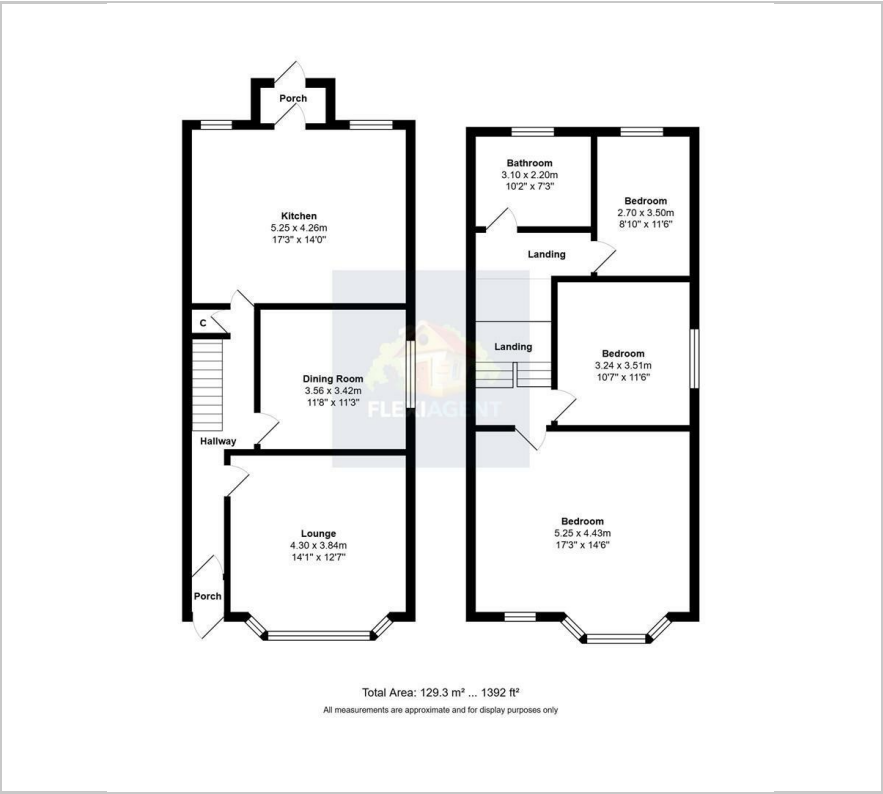 Porch
Kitchen
5.25 x 4.26m
17'3" x 14'0"
C
Dining Room
3.56 x 3.42m
11'8" x 11'3"
Hallway
Lounge
4.30 x 3.84m
14'1" x 12'7"
Porch
Bathroom
3.10 x 2.20m
10'2" x 7'3"
Bedroom
2.70 x 3.50m
8'10" x 11'6"
Landing
Landing
Bedroom
3.24 x 3.51m
10'7" x 11'6"
Bedroom
5.25 x 4.43m
17'3" x 14'6"
FLEXIAGENT
Total Area: 129.3 m² ... 1392 ft²
All measurements are approximate and for display purposes only